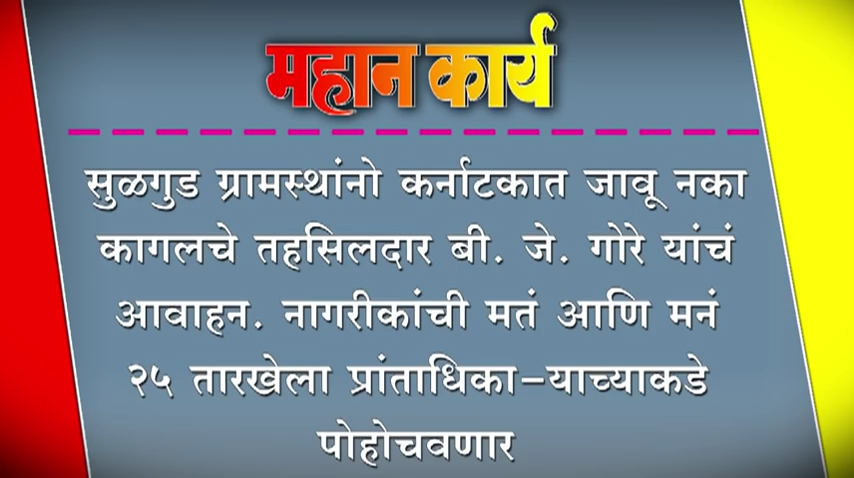 महान कार्य
सुळगुड ग्रामस्थांनो कर्नाटकात जावू नका
कागलचे तहसिलदार बी. जे. गोरे यांचं
आवाहन. नागरीकांची मतं आणि मनं
२५ तारखेला प्रांताधिका–याच्याकडे
पोहोचवणार